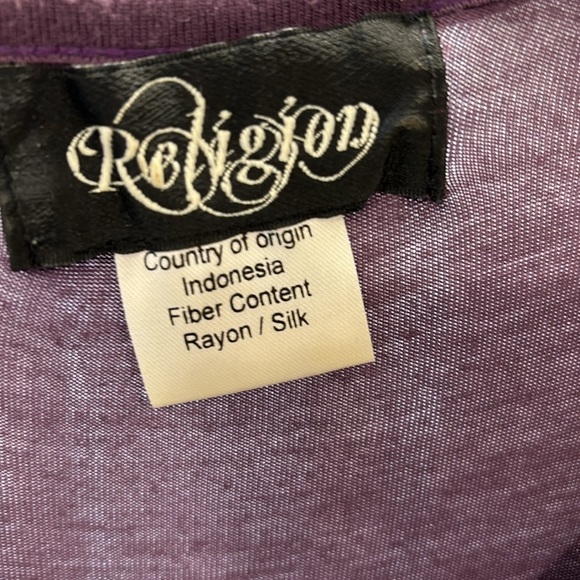 Religion
Country of origin
Indonesia
Fiber Content
Rayon / Silk